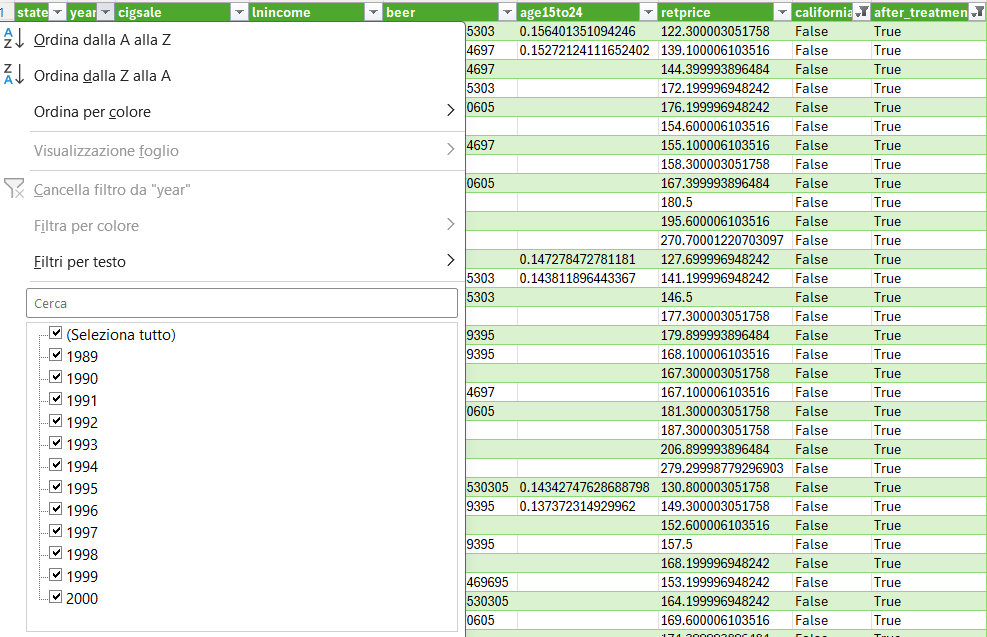 1 state year cigsale lnincome beer age15to24 retprice california after_treatmen
Ordina dalla A alla Z
Ordina dalla Z alla A
Ordina per colore
Visualizzazione foglio
Cancella filtro da "year"
Filtra per colore
Filtri per testo
Cerca
(Seleziona tutto)
1989
1990
1991
1992
1993
1994
1995
1996
1997
1998
1999
2000
5303 0.156401351094246 122.300003051758 False True
4697 0.15272124111652402 139.100006103516 False True
4697 144.399993896484 False True
5303 172.199996948242 False True
0605 176.199996948242 False True
154.600006103516 False True
4697 155.100006103516 False True
158.300003051758 False True
0605 167.399993896484 False True
180.5 False True
195.600006103516 False True
270.70001220703097 False True
0.147278472781181 127.699996948242 False True
5303 0.143811896443367 141.199996948242 False True
5303 146.5 False True
177.300003051758 False True
9395 179.899993896484 False True
9395 168.100006103516 False True
167.300003051758 False True
4697 167.100006103516 False True
0605 181.300003051758 False True
187.300003051758 False True
206.899993896484 False True
279.29998779296903 False True
530305 0.14342747628688798 130.800003051758 False True
9395 0.137372314929962 149.300003051758 False True
152.600006103516 False True
9395 157.5 False True
168.199996948242 False True
469695 153.199996948242 False True
530305 164.199996948242 False True
0605 169.600006103516 False True